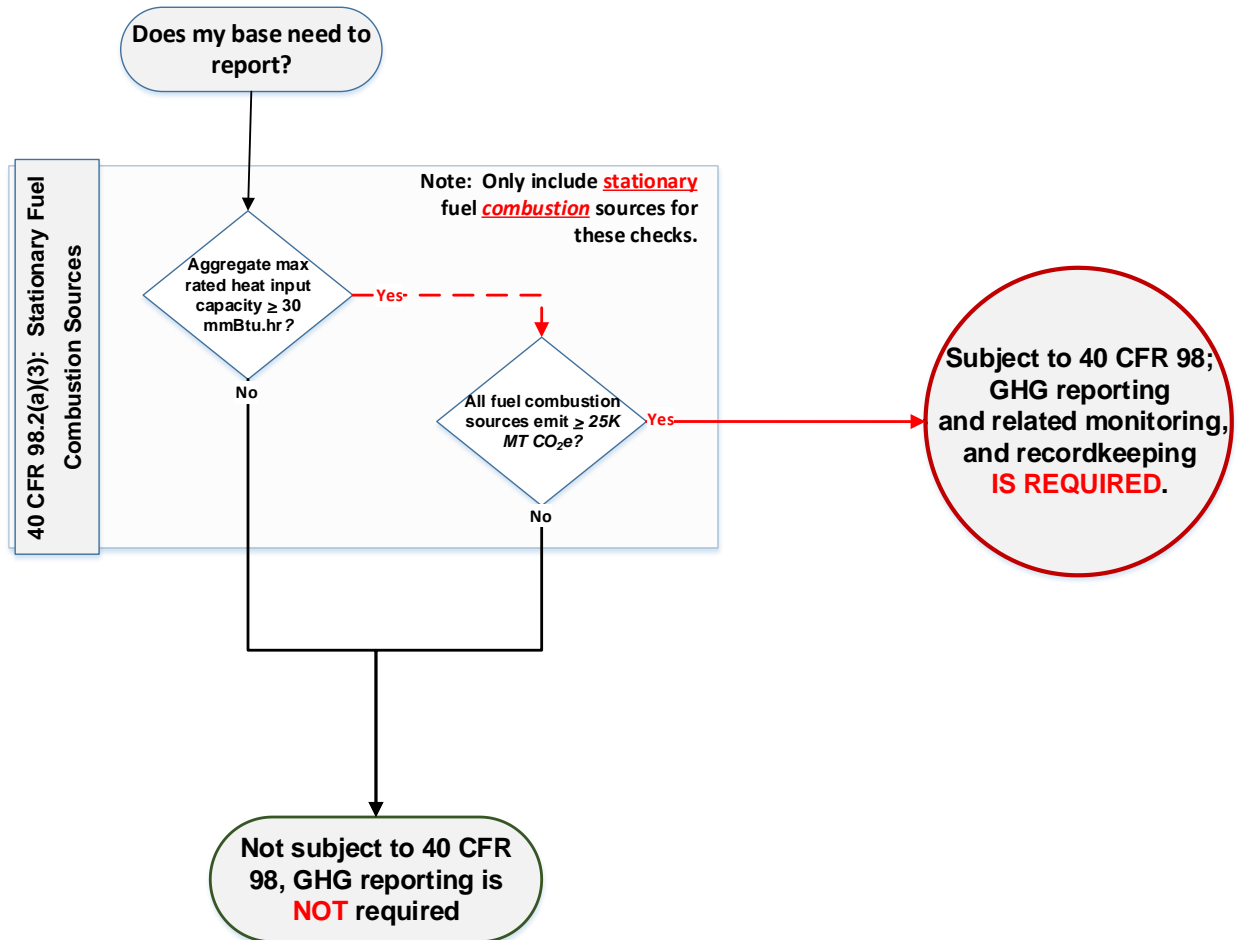 Does my base need to
report?
40 CFR 98.2(a)(3):  Stationary Fuel
Combustion Sources
Note:  Only include stationary
fuel combustion sources for
these checks.
Aggregate max
rated heat input
capacity ≥ 30
mmBtu.hr?
Yes
No
All fuel combustion
sources emit ≥ 25K
MT CO₂e?
Yes
No
Subject to 40 CFR 98;
GHG reporting
and related monitoring,
and recordkeeping
IS REQUIRED.
Not subject to 40 CFR
98, GHG reporting is
NOT required